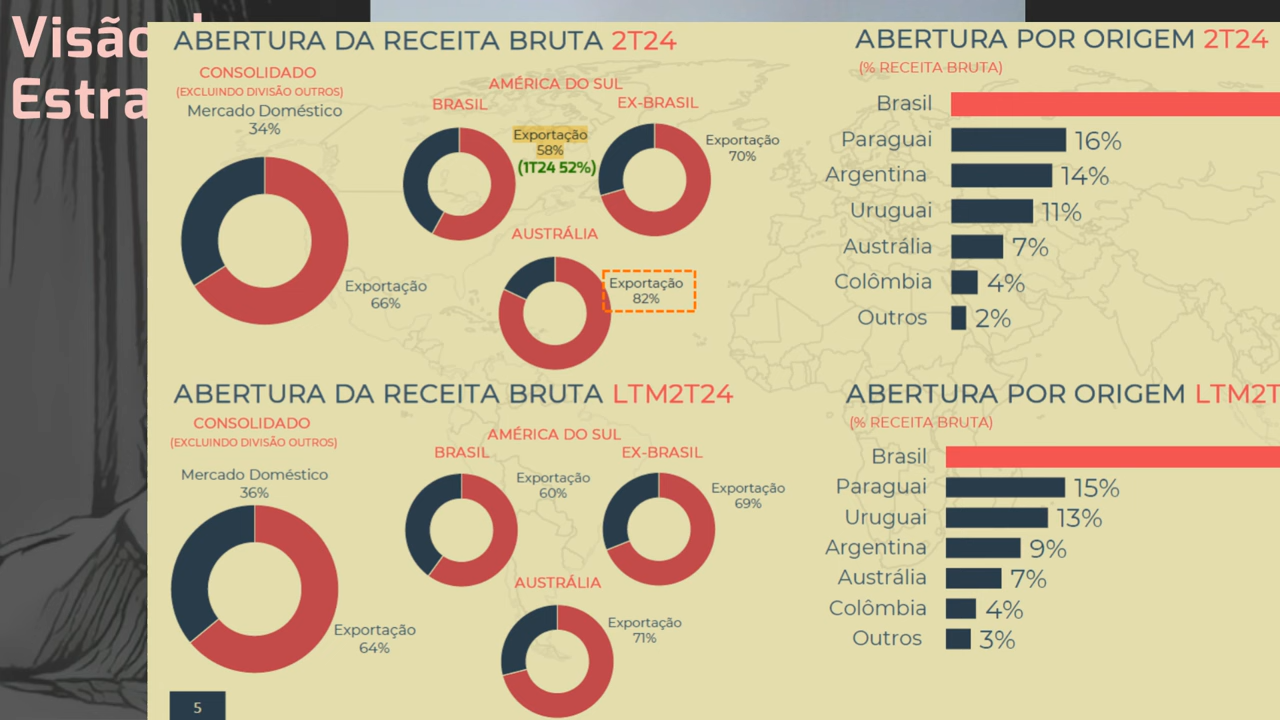 Visão
Estra
ABERTURA DA RECEITA BRUTA 2T24
CONSOLIDADO
(EXCLUINDO DIVISÃO OUTROS)
Mercado Doméstico
34%
Exportação
66%
AMÉRICA DO SUL
BRASIL
Exportação
58%
(1T24 52%)
EX-BRASIL
Exportação
70%
AUSTRÁLIA
Exportação
82%
ABERTURA POR ORIGEM 2T24
(% RECEITA BRUTA)
Brasil
Paraguai 16%
Argentina 14%
Uruguai 11%
Austrália 7%
Colômbia 4%
Outros 2%
ABERTURA DA RECEITA BRUTA LTM2T24
CONSOLIDADO
(EXCLUINDO DIVISÃO OUTROS)
Mercado Doméstico
36%
Exportação
64%
AMÉRICA DO SUL
BRASIL
Exportação
60%
EX-BRASIL
Exportação
69%
AUSTRÁLIA
Exportação
71%
ABERTURA POR ORIGEM LTM2T
(% RECEITA BRUTA)
Brasil
Paraguai 15%
Uruguai 13%
Argentina 9%
Austrália 7%
Colômbia 4%
Outros 3%
5